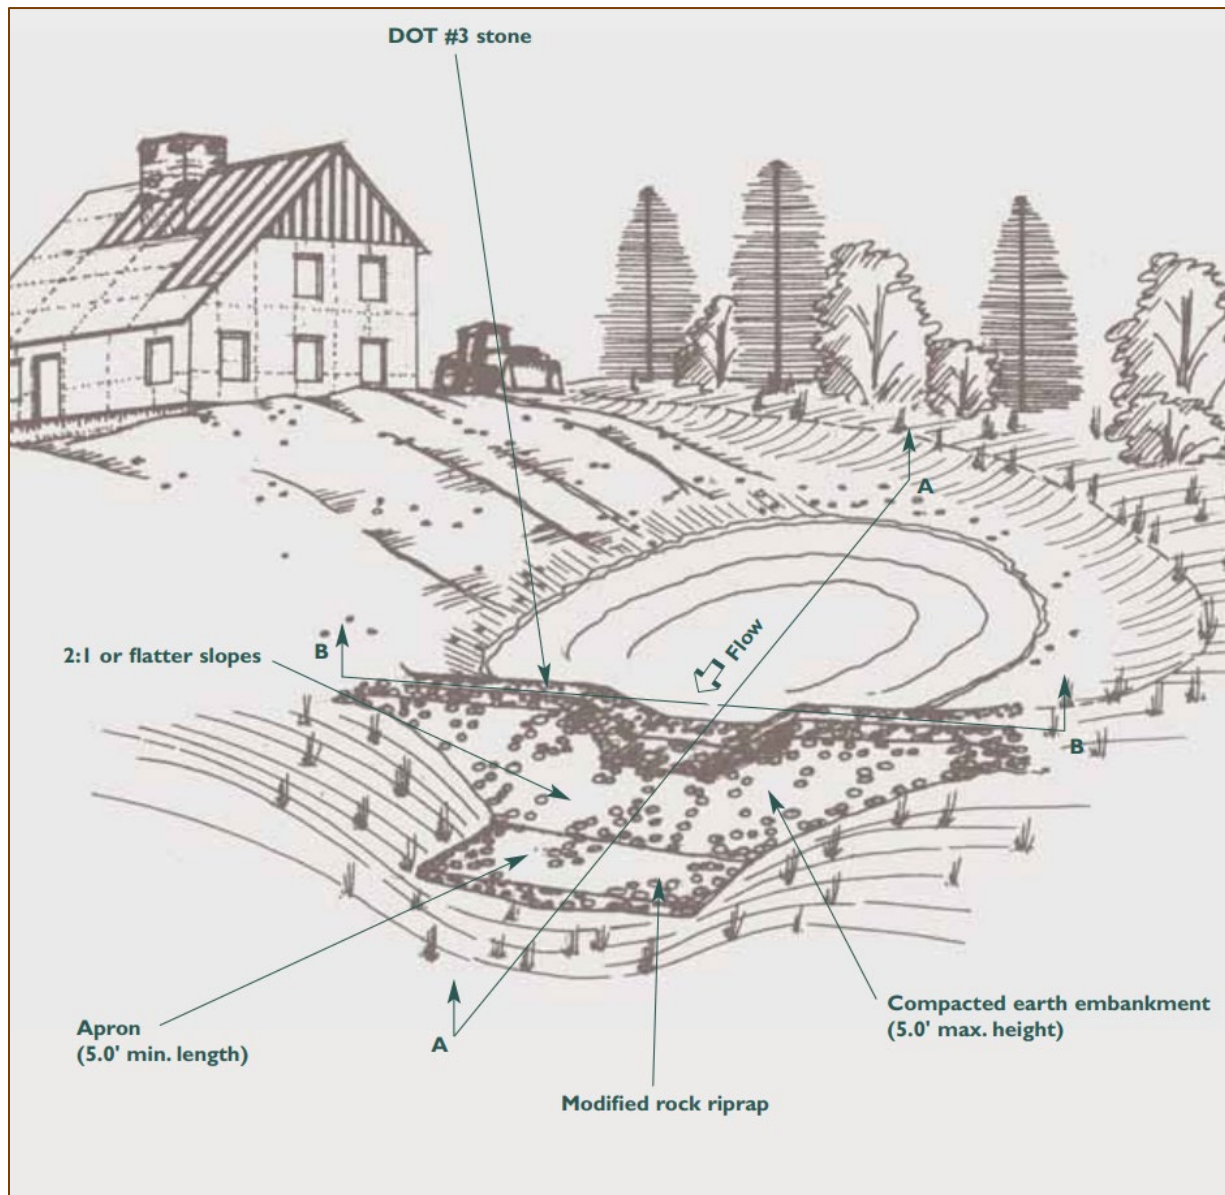 DOT #3 stone
A
B
2:1 or flatter slopes
Flow
B
Compacted earth embankment
(5.0' max. height)
Apron
(5.0' min. length)
A
Modified rock riprap